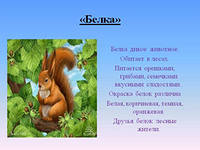 «Белка»
Белка дикое животное.
Обитает в лесах.
Питается орешками,
грибами, семечками
вкусными сладостями.
Окраска белок различна
Белая, коричневая, темная,
оранжевая.
Друзья белок лесные
жители.